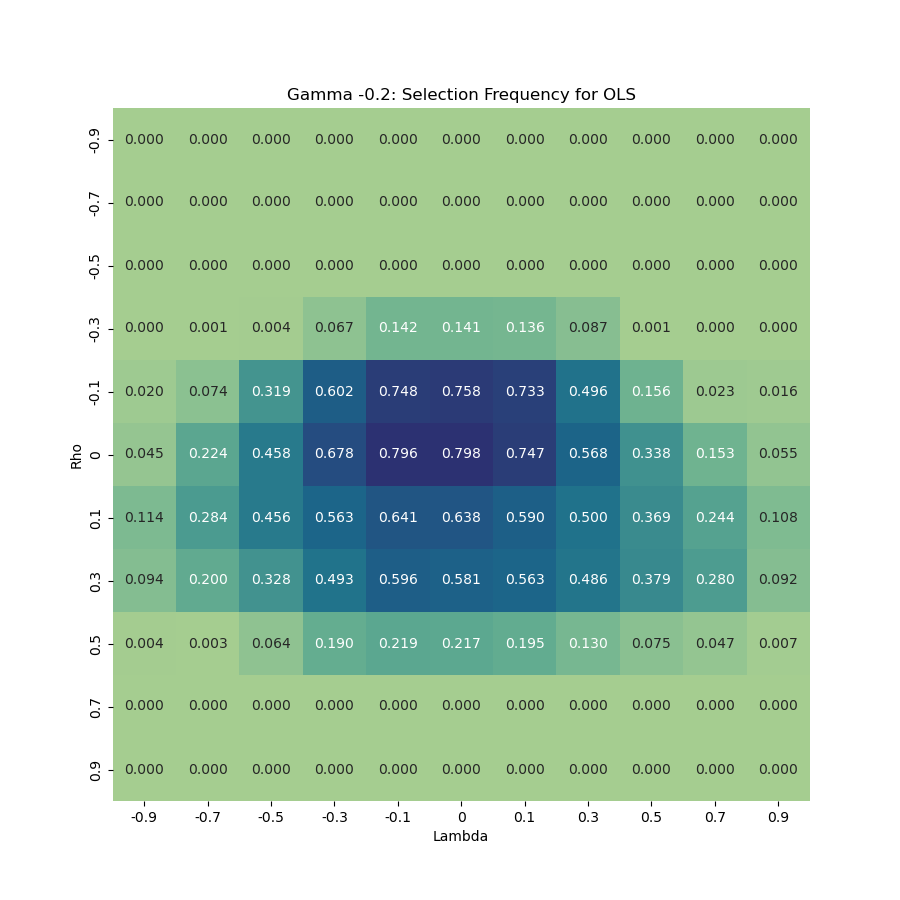 Gamma -0.2: Selection Frequency for OLS
-0.9 0.000 0.000 0.000 0.000 0.000 0.000 0.000 0.000 0.000 0.000 0.000
-0.7 0.000 0.000 0.000 0.000 0.000 0.000 0.000 0.000 0.000 0.000 0.000
-0.5 0.000 0.000 0.000 0.000 0.000 0.000 0.000 0.000 0.000 0.000 0.000
-0.3 0.000 0.001 0.004 0.067 0.142 0.141 0.136 0.087 0.001 0.000 0.000
-0.1 0.020 0.074 0.319 0.602 0.748 0.758 0.733 0.496 0.156 0.023 0.016
Rho
0 0.045 0.224 0.458 0.678 0.796 0.798 0.747 0.568 0.338 0.153 0.055
0.1 0.114 0.284 0.456 0.563 0.641 0.638 0.590 0.500 0.369 0.244 0.108
0.3 0.094 0.200 0.328 0.493 0.596 0.581 0.563 0.486 0.379 0.280 0.092
0.5 0.004 0.003 0.064 0.190 0.219 0.217 0.195 0.130 0.075 0.047 0.007
0.7 0.000 0.000 0.000 0.000 0.000 0.000 0.000 0.000 0.000 0.000 0.000
0.9 0.000 0.000 0.000 0.000 0.000 0.000 0.000 0.000 0.000 0.000 0.000
-0.9 -0.7 -0.5 -0.3 -0.1 0 0.1 0.3 0.5 0.7 0.9
Lambda